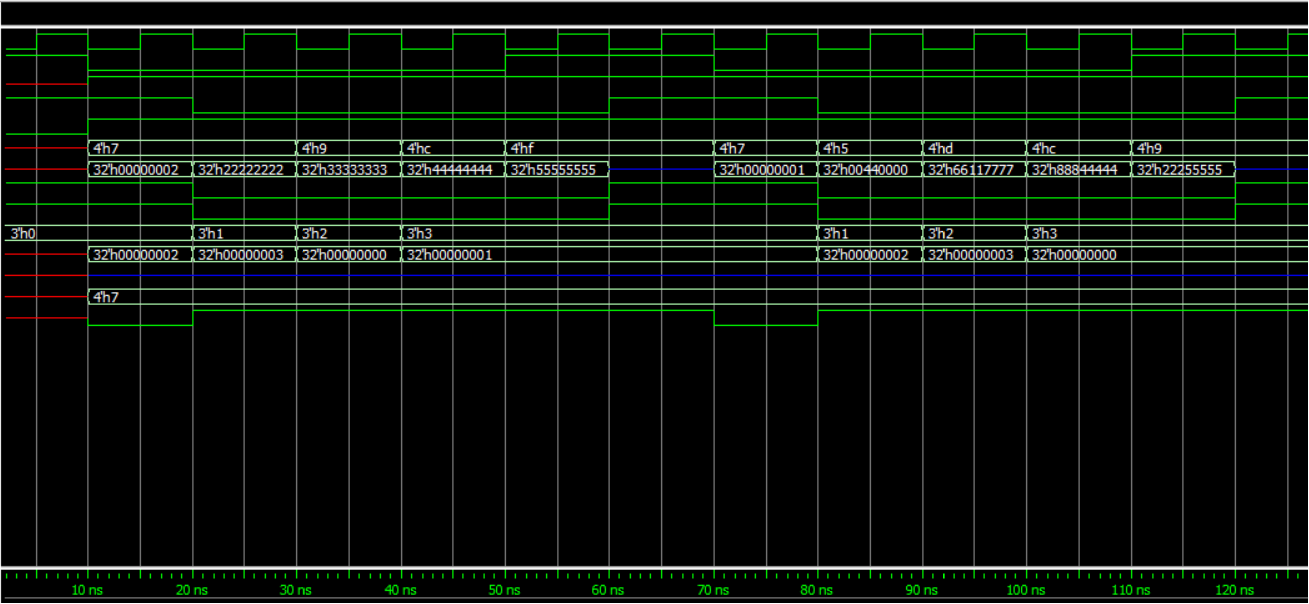 4'h7 4'h9 4'hc 4'hf 4'h7 4'h5 4'hd 4'hc 4'h9
32'h00000002 32'h22222222 32'h33333333 32'h44444444 32'h55555555 32'h00000001 32'h00440000 32'h66117777 32'h88844444 32'h22255555
3'h0 3'h1 3'h2 3'h3 3'h1 3'h2 3'h3
32'h00000002 32'h00000003 32'h00000000 32'h00000001 32'h00000002 32'h00000003 32'h00000000
4'h7
10 ns 20 ns 30 ns 40 ns 50 ns 60 ns 70 ns 80 ns 90 ns 100 ns 110 ns 120 ns